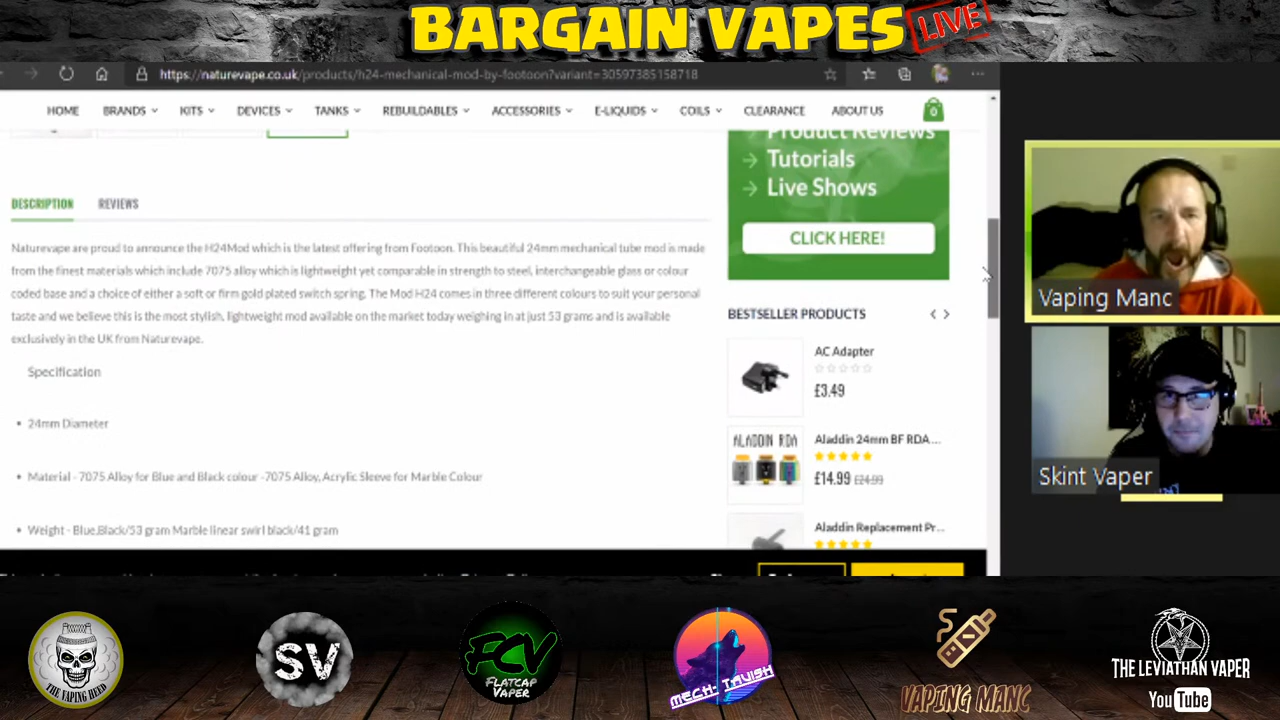 BARGAIN VAPES LIVE
https://naturevape.co.uk/products/h24-mechanical-mod-by-footoon?variant=30597385158718
HOME BRANDS KITS DEVICES TANKS REBUILDABLES ACCESSORIES E-LIQUIDS COILS CLEARANCE ABOUT US 0
Product Reviews
Tutorials
Live Shows
CLICK HERE!
DESCRIPTION REVIEWS
Naturevape are proud to announce the H24Mod which is the latest offering from Footoon. This beautiful 24mm mechanical tube mod is made
from the finest materials which include 7075 alloy which is lightweight yet comparable in strength to steel, interchangeable glass or colour
coded base and a choice of either a soft or firm gold plated switch spring. The Mod H24 comes in three different colours to suit your personal
taste and we believe this is the most stylish, lightweight mod available on the market today weighing in at just 53 grams and is available
exclusively in the UK from Naturevape.
Specification
• 24mm Diameter
• Material - 7075 Alloy for Blue and Black colour -7075 Alloy, Acrylic Sleeve for Marble Colour
• Weight - Blue,Black/53 gram Marble linear swirl black/41 gram
BESTSELLER PRODUCTS
AC Adapter
£3.49
ALADDIN RDA
Aladdin 24mm BF RDA...
£14.99 £24.99
Aladdin Replacement Pr...
Vaping Manc
Skint Vaper
THE VAPING HEED
SV
FCV
FLATCAP
VAPER
MECH-TAVISH
VAPING MANC
THE LEVIATHAN VAPER
YouTube